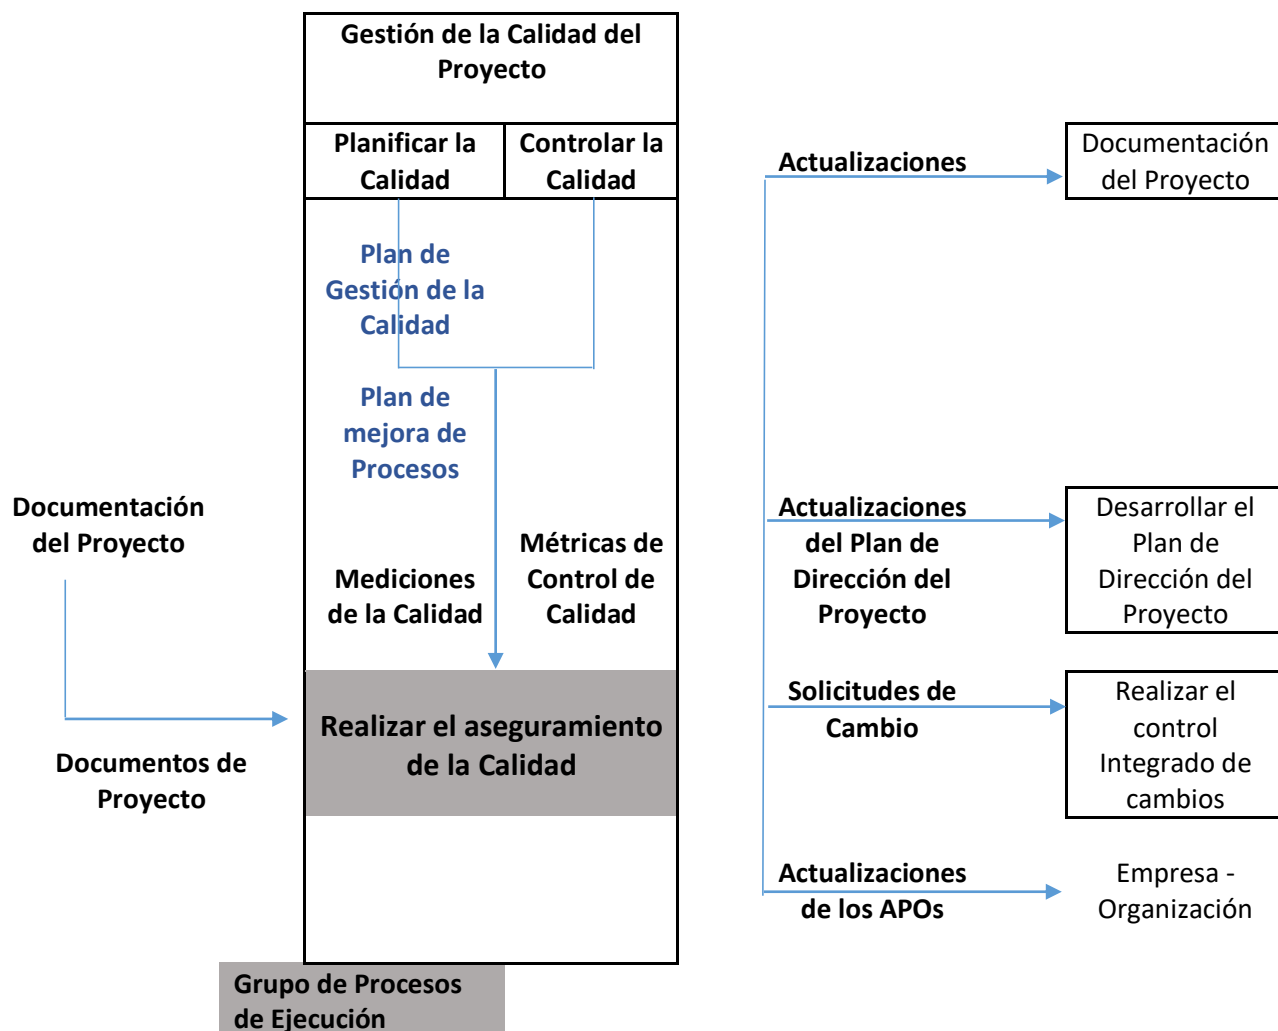 Gestión de la Calidad del
Proyecto
Planificar la
Calidad
Controlar la
Calidad
Plan de
Gestión de la
Calidad
Plan de
mejora de
Procesos
Mediciones
de la Calidad
Métricas de
Control de
Calidad
Documentación
del Proyecto
Documentos de
Proyecto
Realizar el aseguramiento
de la Calidad
Grupo de Procesos
de Ejecución
Actualizaciones
Documentación
del Proyecto
Actualizaciones
del Plan de
Dirección del
Proyecto
Desarrollar el
Plan de
Dirección del
Proyecto
Solicitudes de
Cambio
Realizar el
control
Integrado de
cambios
Actualizaciones
de los APOs
Empresa -
Organización